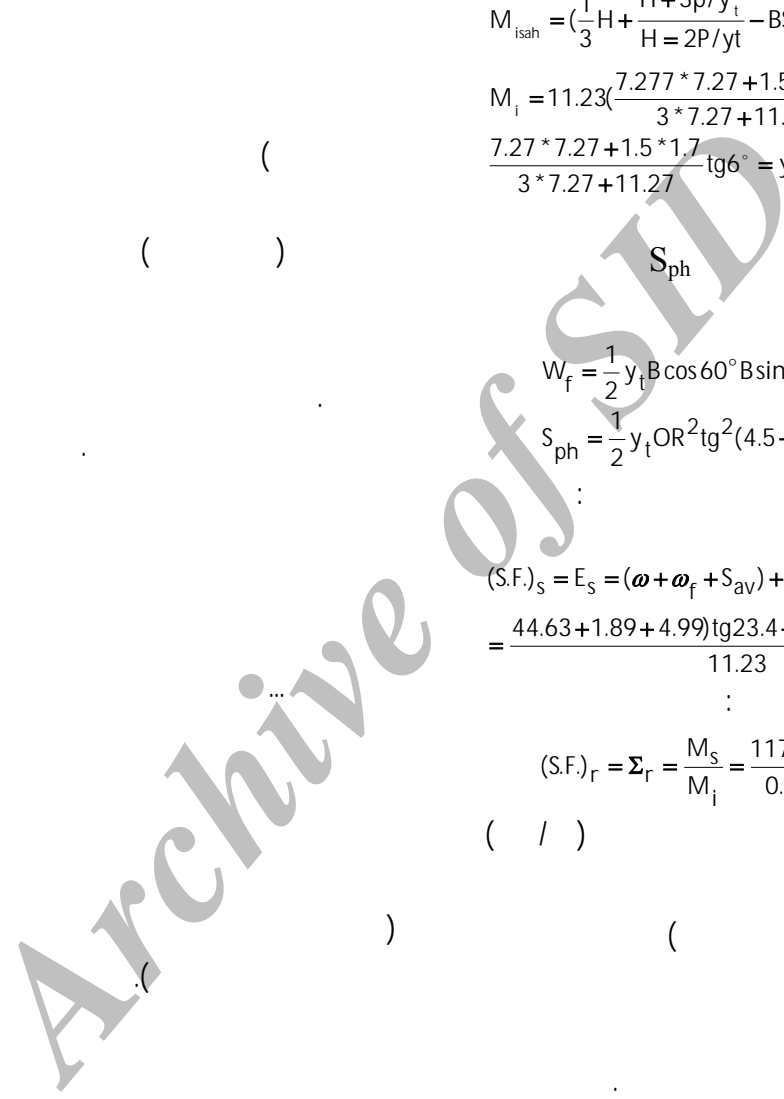 M_isah = (1/3 H + H + 3p/y_t / H = 2P/yt − B
M_i = 11.23(7.277 * 7.27 + 1.5 / 3 * 7.27 + 11.
7.27 * 7.27 + 1.5 * 1.7 / 3 * 7.27 + 11.27 tg6° =
(
( )
S_ph
W_f = 1/2 y_t B cos 60° B sin
.
S_ph = 1/2 y_t OR² tg² (4.5 -
.
:
(S.F.)_s = E_s = (ω + ω_f + S_av) +
= 44.63 + 1.89 + 4.99) tg23.4 - / 11.23
...
:
(S.F.)_r = Σ_r = M_s / M_i = 117 / 0.
( / )
) (
.(
.
Archive of SID